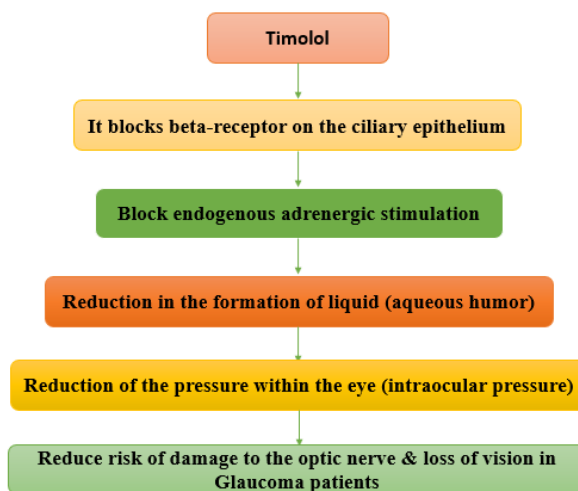 Timolol
It blocks beta-receptor on the ciliary epithelium
Block endogenous adrenergic stimulation
Reduction in the formation of liquid (aqueous humor)
Reduction of the pressure within the eye (intraocular pressure)
Reduce risk of damage to the optic nerve & loss of vision in
Glaucoma patients